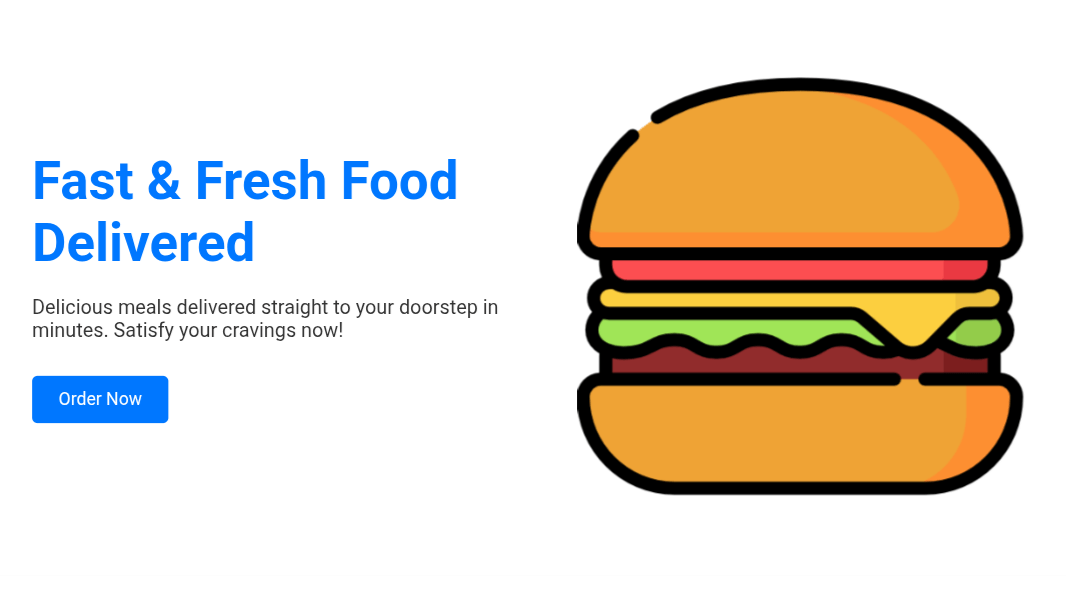 Fast & Fresh Food
Delivered
Delicious meals delivered straight to your doorstep in
minutes. Satisfy your cravings now!
Order Now